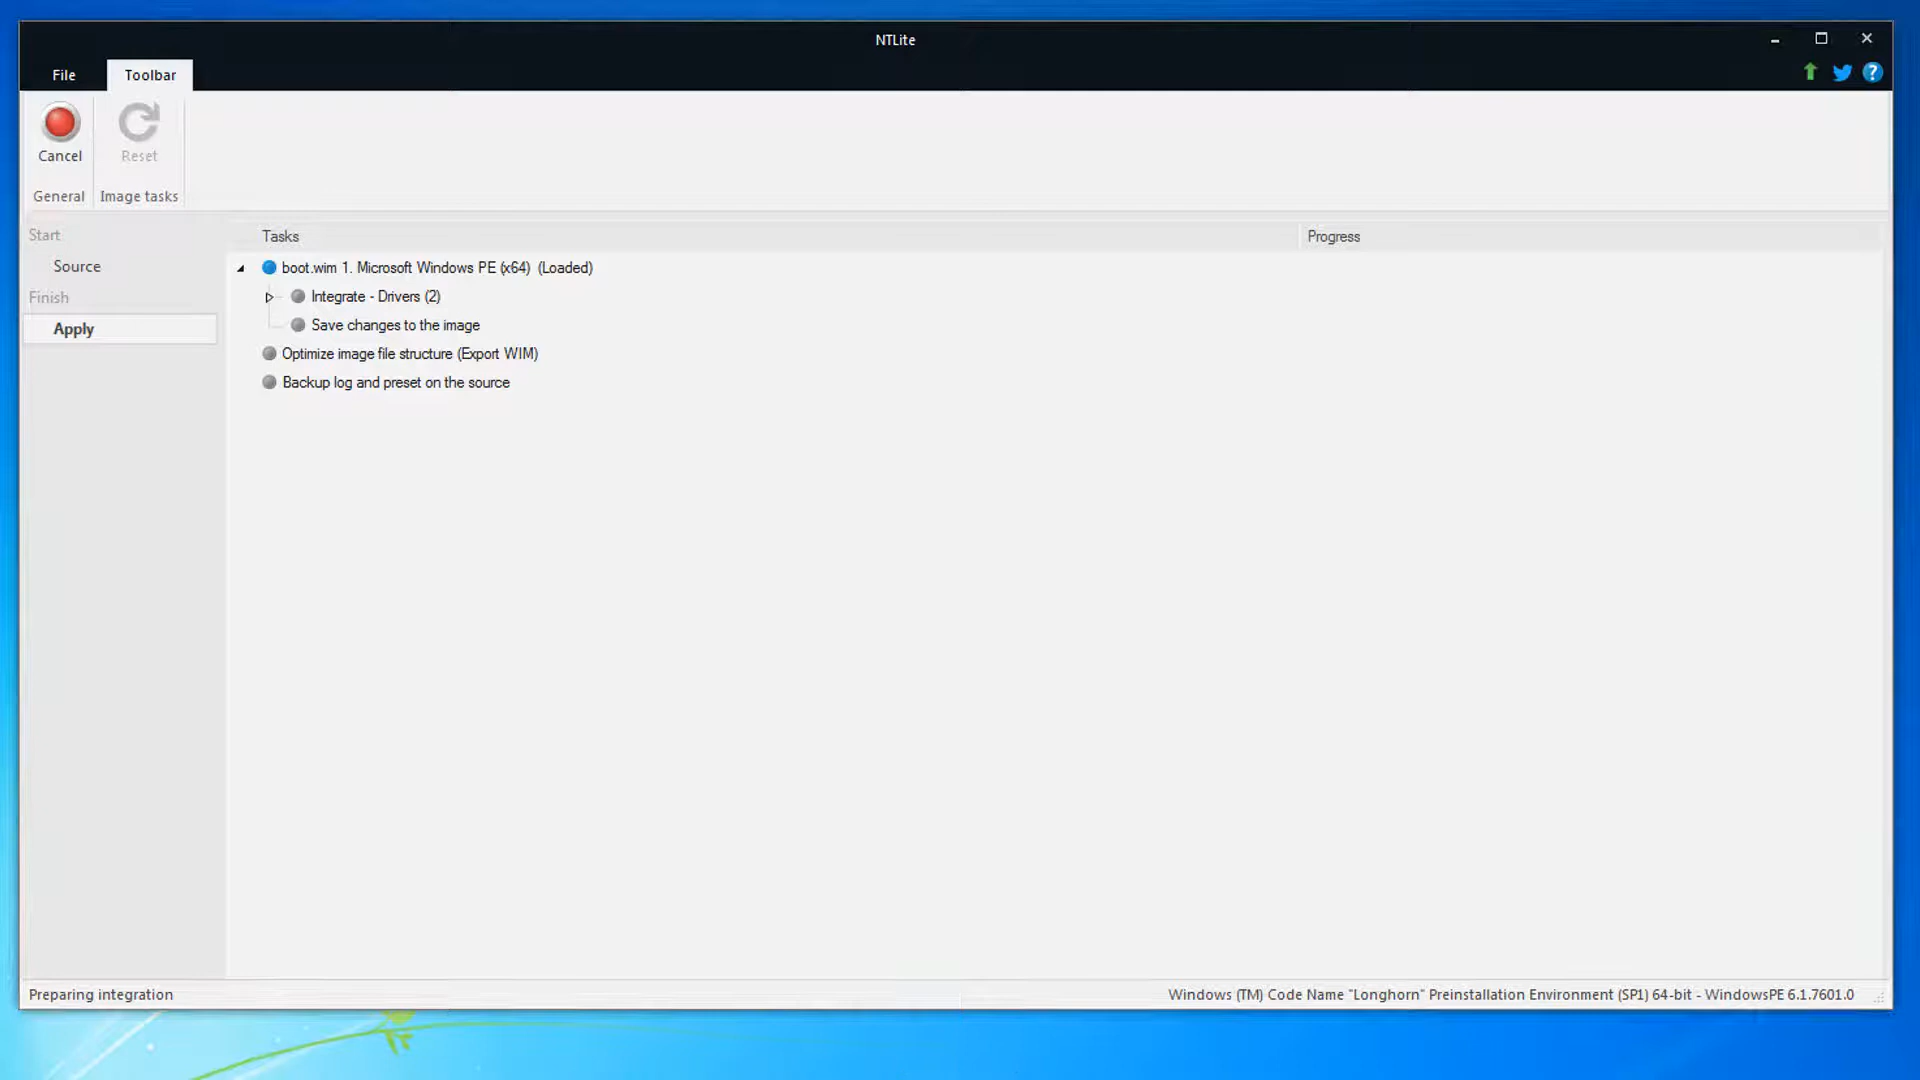 NTLite
File
Toolbar
Cancel
Reset
General
Image tasks
Start
Source
Finish
Apply
Tasks
Progress
boot.wim 1. Microsoft Windows PE (x64) (Loaded)
Integrate - Drivers (2)
Save changes to the image
Optimize image file structure (Export WIM)
Backup log and preset on the source
Preparing integration
Windows (TM) Code Name "Longhorn" Preinstallation Environment (SP1) 64-bit - WindowsPE 6.1.7601.0